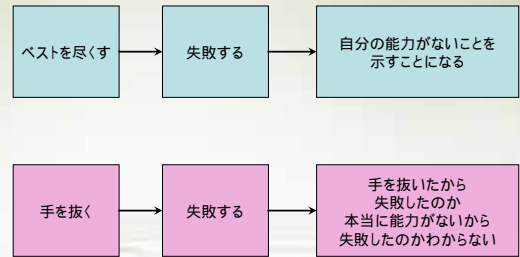 ベストを尽くす
失敗する
自分の能力がないことを
示すことになる
手を抜く
失敗する
手を抜いたから
失敗したのか
本当に能力がないから
失敗したのかわからない